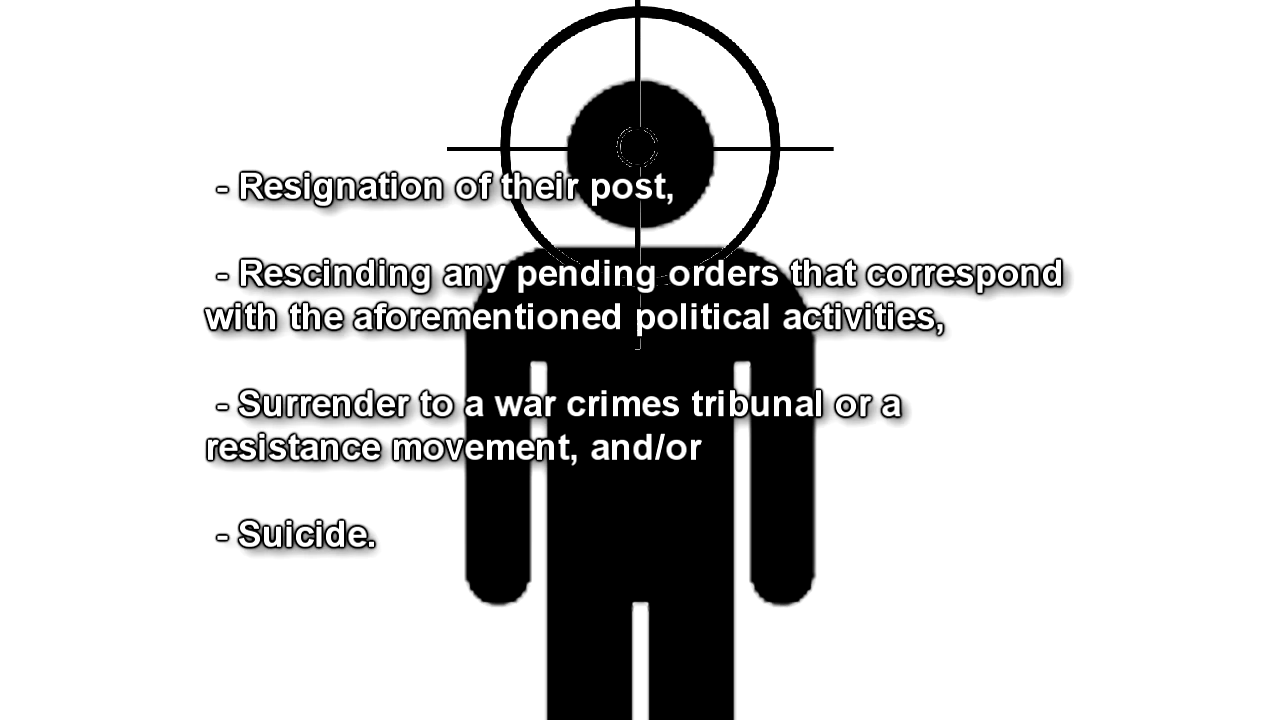 - Resignation of their post,
- Rescinding any pending orders that correspond
with the aforementioned political activities,
- Surrender to a war crimes tribunal or a
resistance movement, and/or
- Suicide.